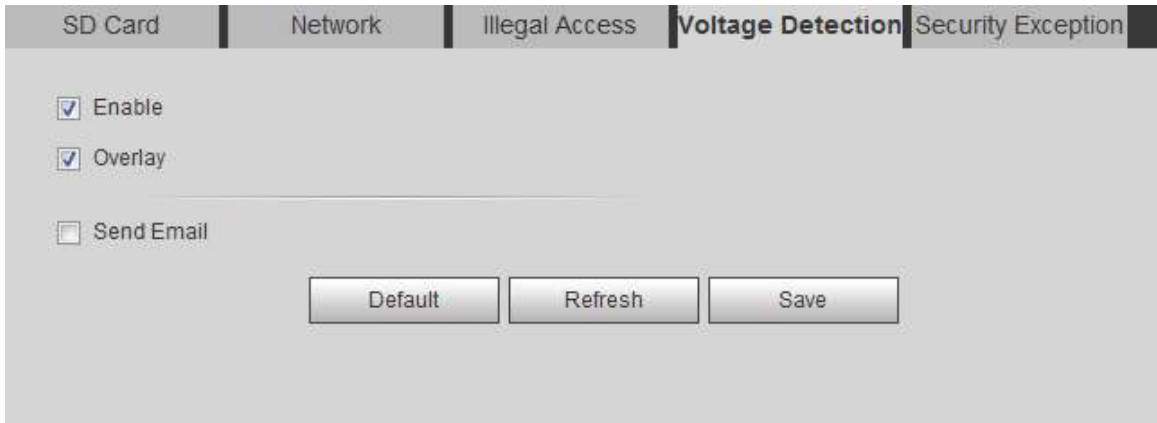 SD Card Network Illegal Access Voltage Detection Security Exception
Enable
Overlay
Send Email
Default Refresh Save